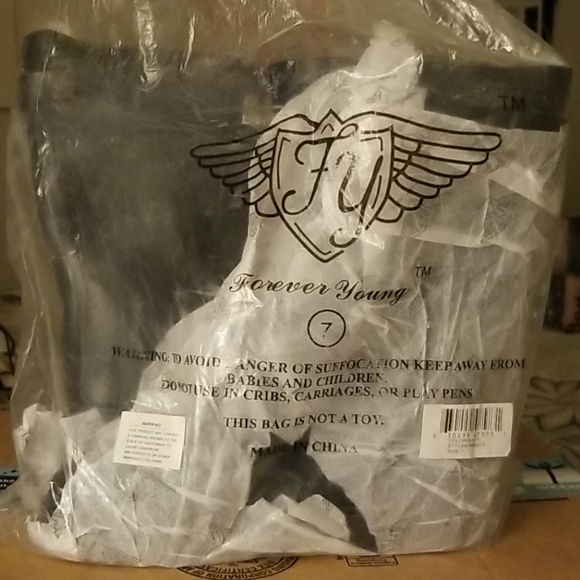 TM
FY
TM
Forever Young
7
WARNING: TO AVOID DANGER OF SUFFOCATION KEEP AWAY FROM
BABIES AND CHILDREN.
DO NOT USE IN CRIBS, CARRIAGES, OR PLAY PENS
THIS BAG IS NOT A TOY.
MADE IN CHINA
WARNING